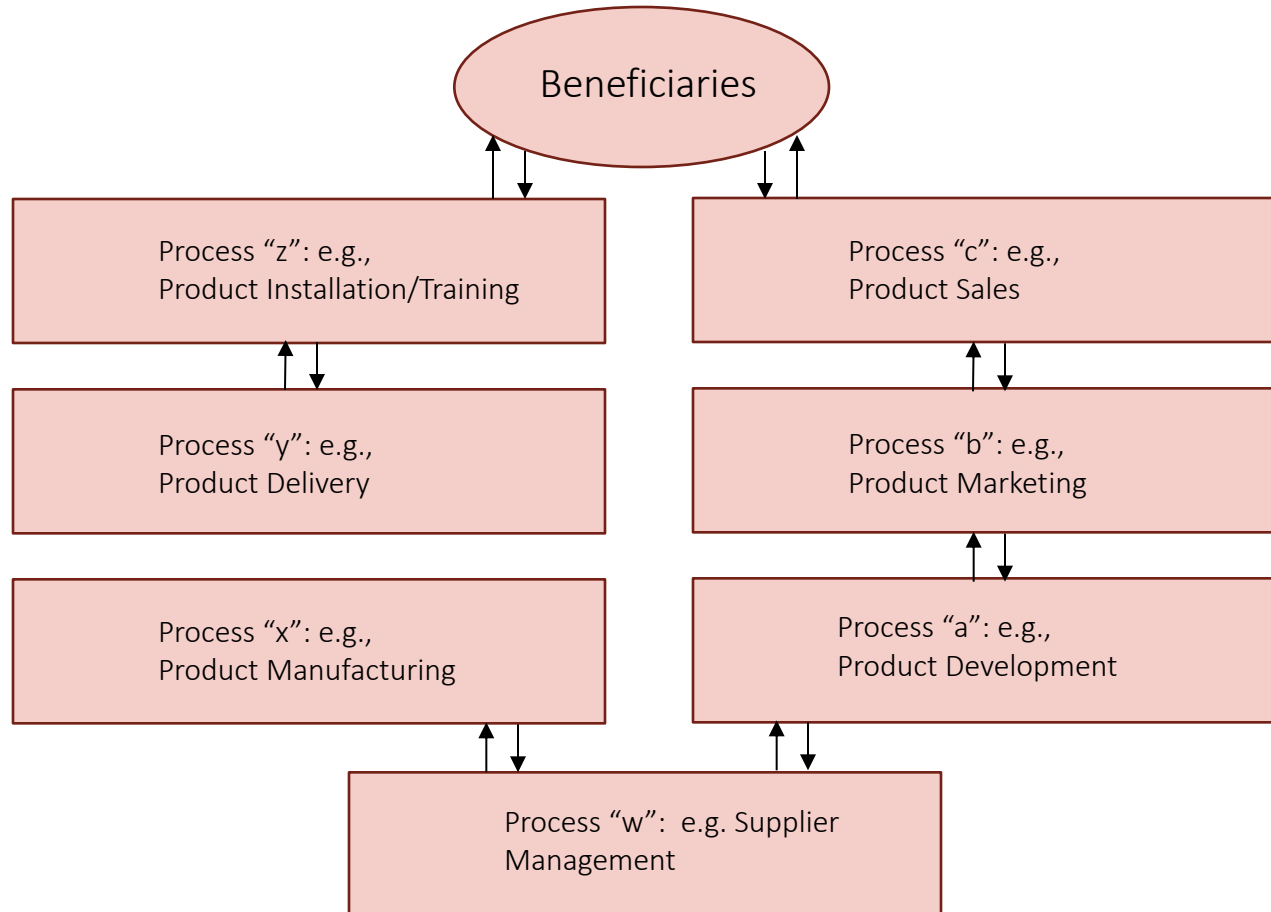 Beneficiaries
Process “z”: e.g.,
Product Installation/Training
Process “c”: e.g.,
Product Sales
Process “y”: e.g.,
Product Delivery
Process “b”: e.g.,
Product Marketing
Process “x”: e.g.,
Product Manufacturing
Process “a”: e.g.,
Product Development
Process “w”:  e.g. Supplier
Management